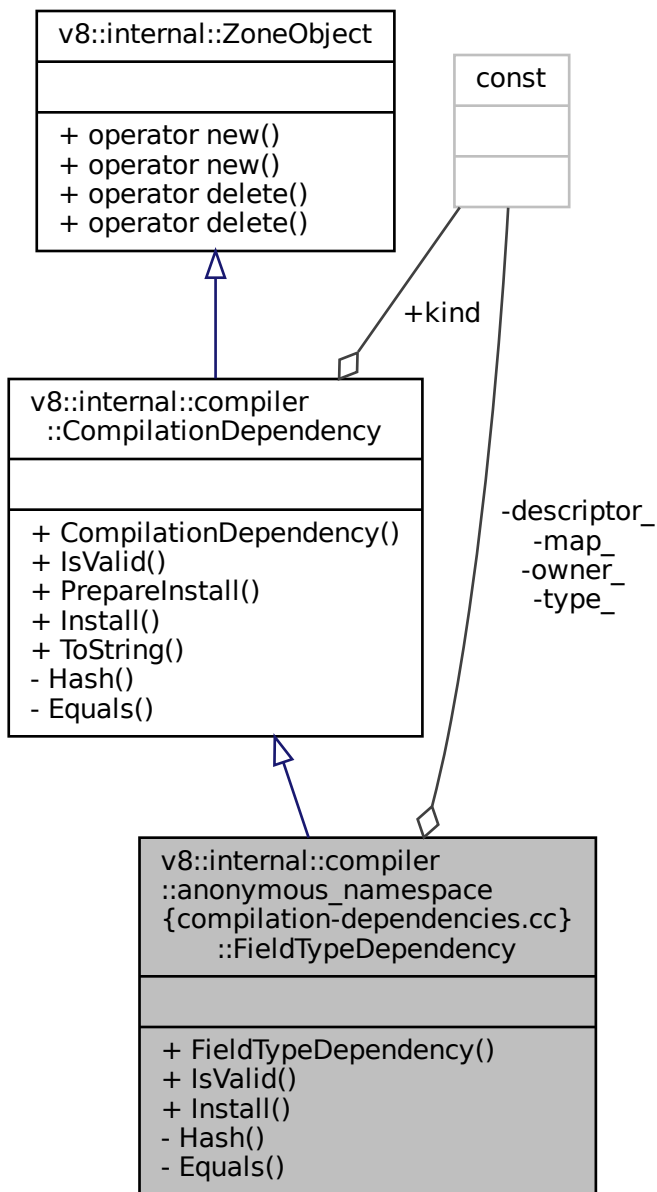 v8::internal::ZoneObject
+ operator new()
+ operator new()
+ operator delete()
+ operator delete()
const
+kind
v8::internal::compiler
::CompilationDependency
+ CompilationDependency()
+ IsValid()
+ PrepareInstall()
+ Install()
+ ToString()
- Hash()
- Equals()
-descriptor_
-map_
-owner_
-type_
v8::internal::compiler
::anonymous_namespace
{compilation-dependencies.cc}
::FieldTypeDependency
+ FieldTypeDependency()
+ IsValid()
+ Install()
- Hash()
- Equals()